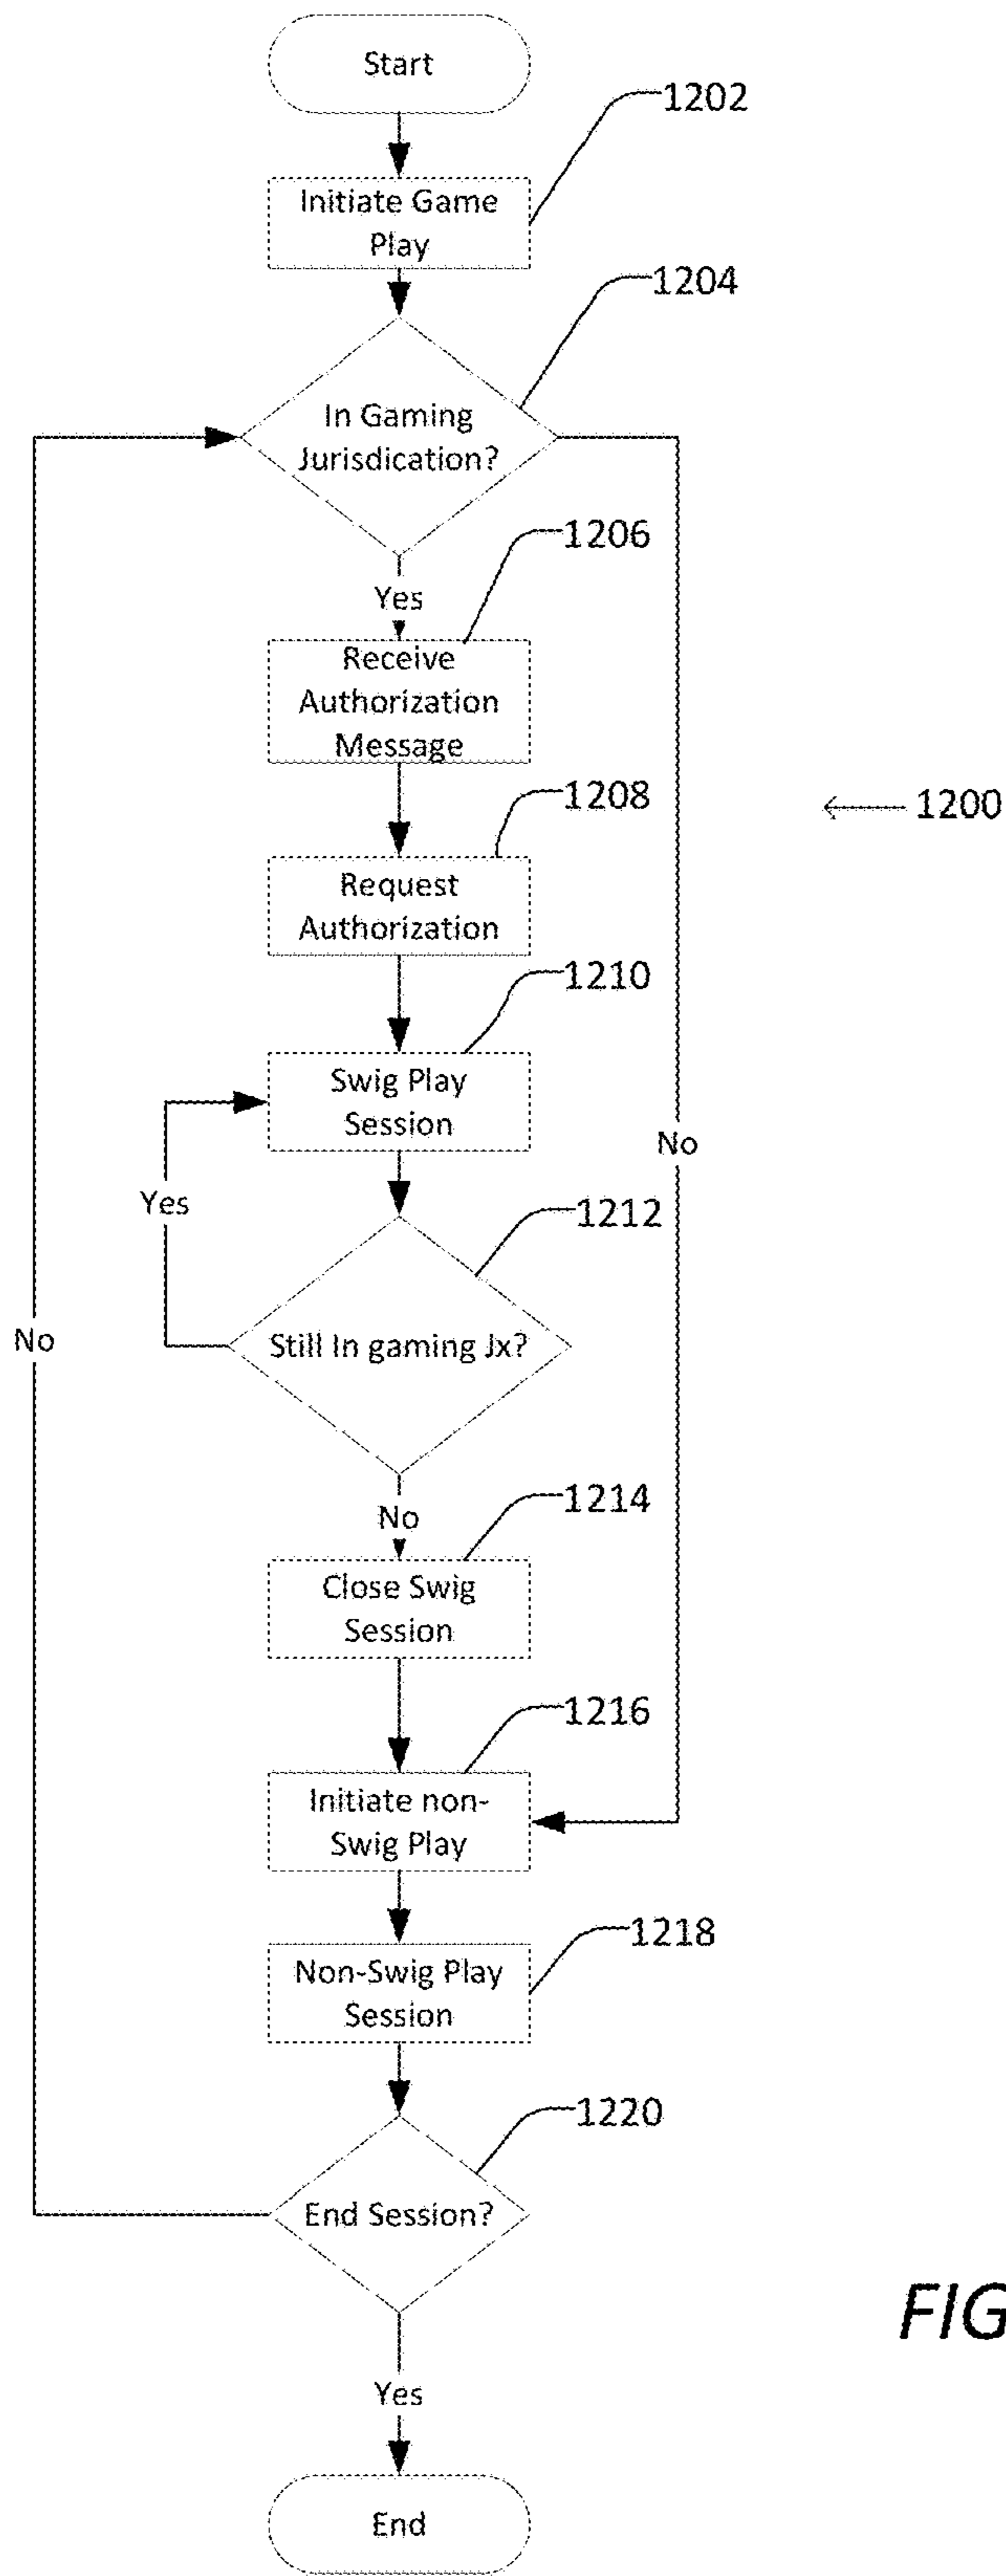 Start
1202
Initiate Game
Play
1204
In Gaming
Jurisdication?
1206
Yes
Receive
Authorization
Message
1208
1200
Request
Authorization
1210
Swig Play
Session
No
Yes
1212
No
Still In gaming Jx?
1214
No
Close Swig
Session
1216
Initiate non-
Swig Play
1218
Non-Swig Play
Session
1220
End Session?
FIG
Yes
End